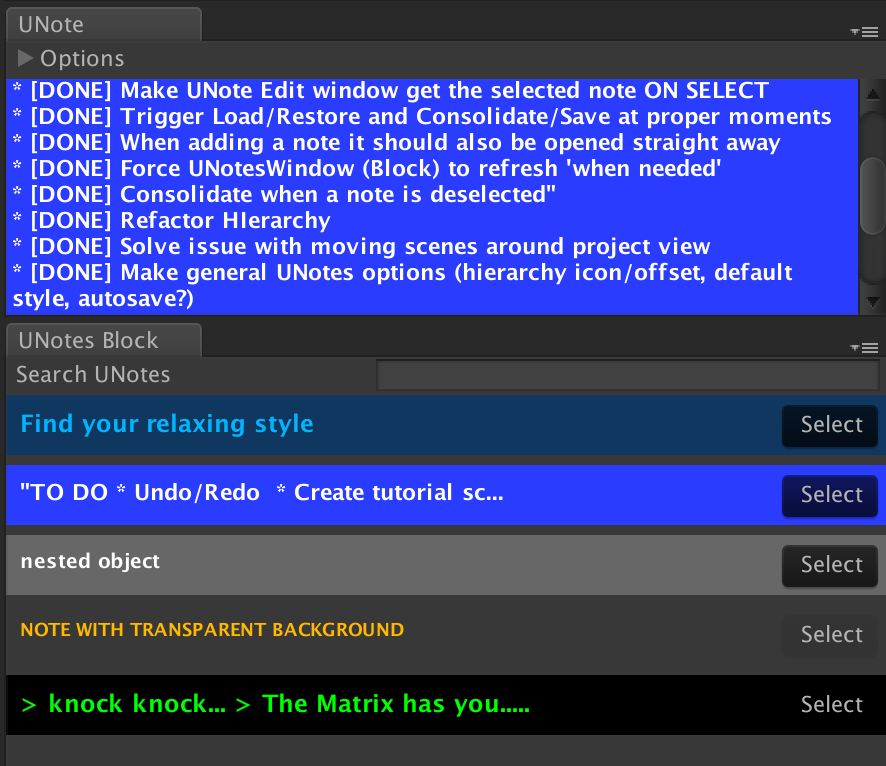 UNote
Options
* [DONE] Make UNote Edit window get the selected note ON SELECT
* [DONE] Trigger Load/Restore and Consolidate/Save at proper moments
* [DONE] When adding a note it should also be opened straight away
* [DONE] Force UNotesWindow (Block) to refresh 'when needed'
* [DONE] Consolidate when a note is deselected"
* [DONE] Refactor HIerarchy
* [DONE] Solve issue with moving scenes around project view
* [DONE] Make general UNotes options (hierarchy icon/offset, default
style, autosave?)
UNotes Block
Search UNotes
Find your relaxing style Select
"TO DO * Undo/Redo  * Create tutorial sc... Select
nested object Select
NOTE WITH TRANSPARENT BACKGROUND Select
> knock knock... > The Matrix has you..... Select